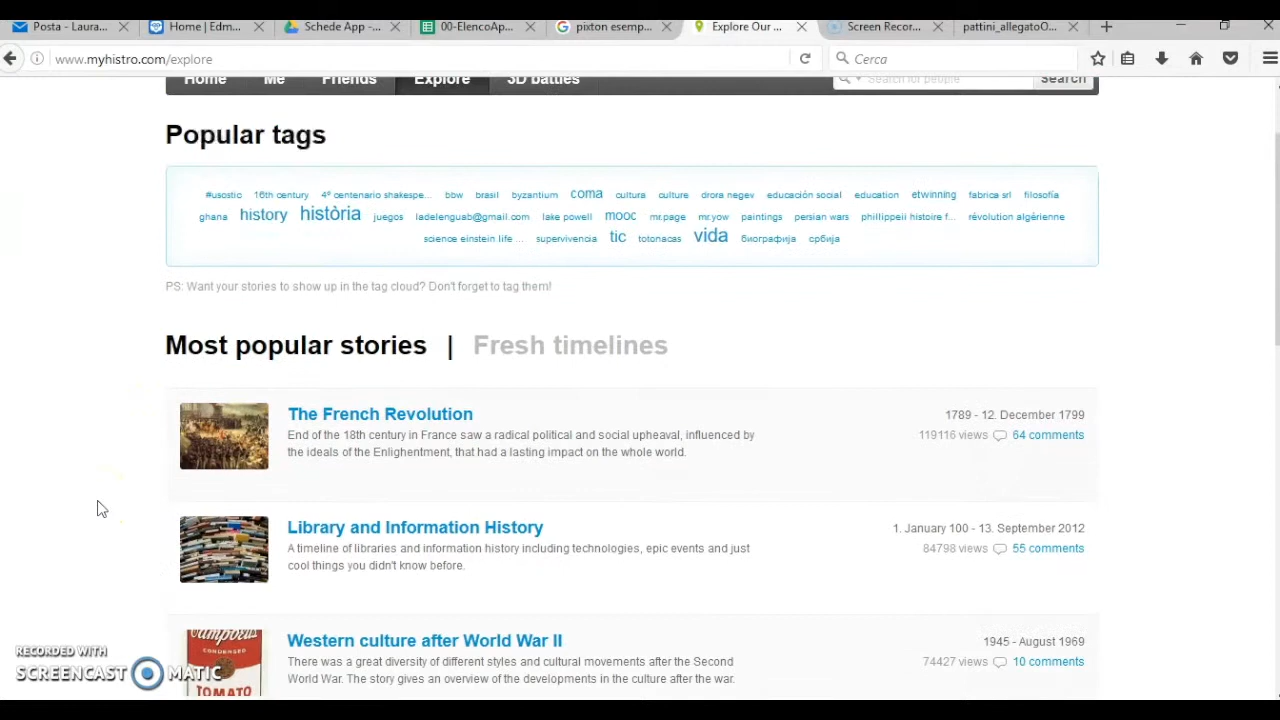 Posta - Laura... Home | Edm... Schede App -... 00-ElencoAp... pixton esemp... Explore Our ... Screen Recor... pattini_allegatoO...
www.myhistro.com/explore Cerca
Home Me Friends Explore 3D battles Search for people Search
Popular tags
#usostic 16th century 4º centenario shakespe... bbw brasil byzantium coma cultura culture drora negev educación social education etwinning fabrica srl filosofía
ghana history història juegos ladelenguab@gmail.com lake powell mooc mr.page mr.yow paintings persian wars phillippeii histoire f... révolution algérienne
science einstein life ... supervivencia tic totonacas vida биографија србија
PS: Want your stories to show up in the tag cloud? Don't forget to tag them!
Most popular stories | Fresh timelines
The French Revolution 1789 - 12. December 1799
End of the 18th century in France saw a radical political and social upheaval, influenced by 119116 views 64 comments
the ideals of the Enlightment, that had a lasting impact on the whole world.
Library and Information History 1. January 100 - 13. September 2012
A timeline of libraries and information history including technologies, epic events and just 84798 views 55 comments
cool things you didn't know before.
Western culture after World War II 1945 - August 1969
There was a great diversity of different styles and cultural movements after the Second 74427 views 10 comments
World War. The story gives an overview of the developments in the culture after the war.
Campbell's
CONDENSED
TOMATO
RECORDED WITH
SCREENCAST MATIC